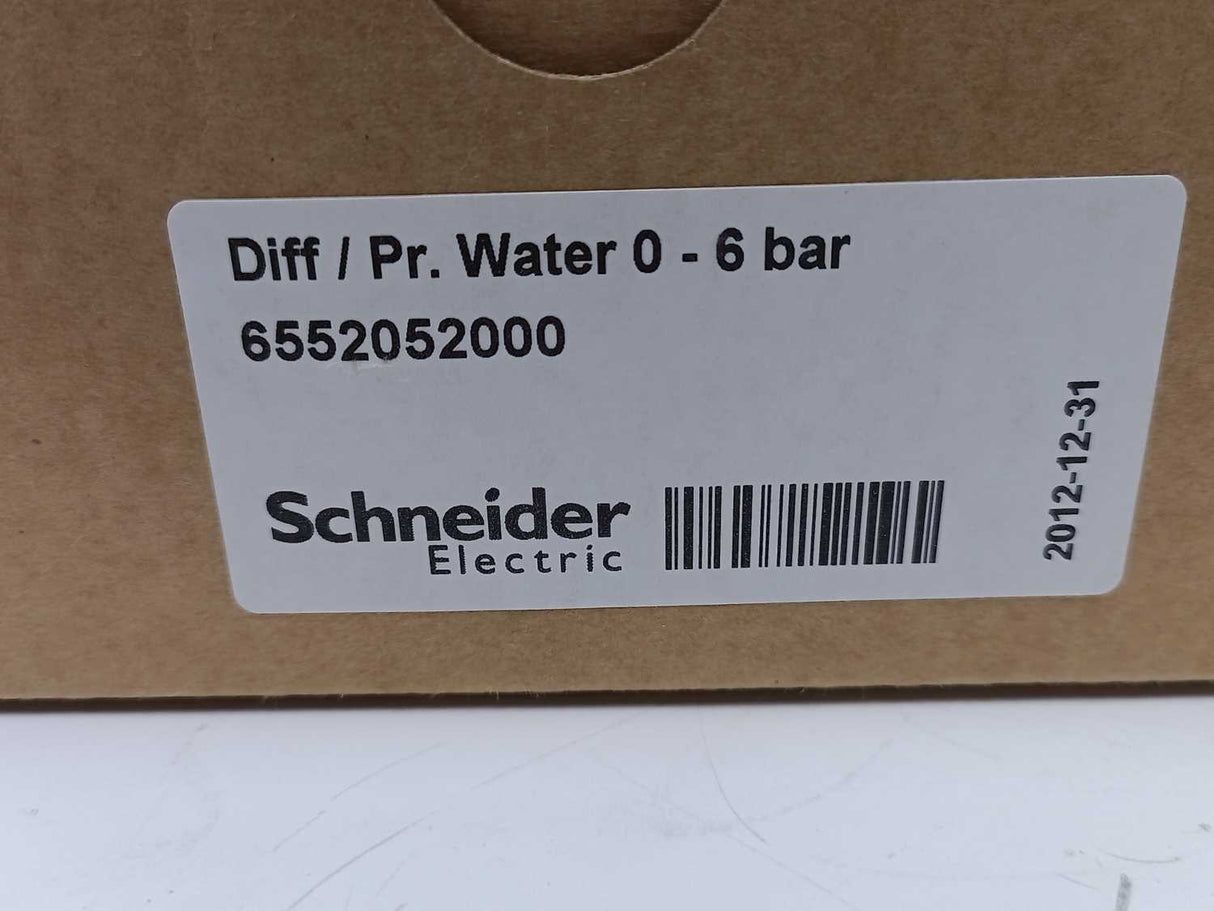 Diff / Pr. Water 0 - 6 bar
6552052000
Schneider
Electric
2012-12-31